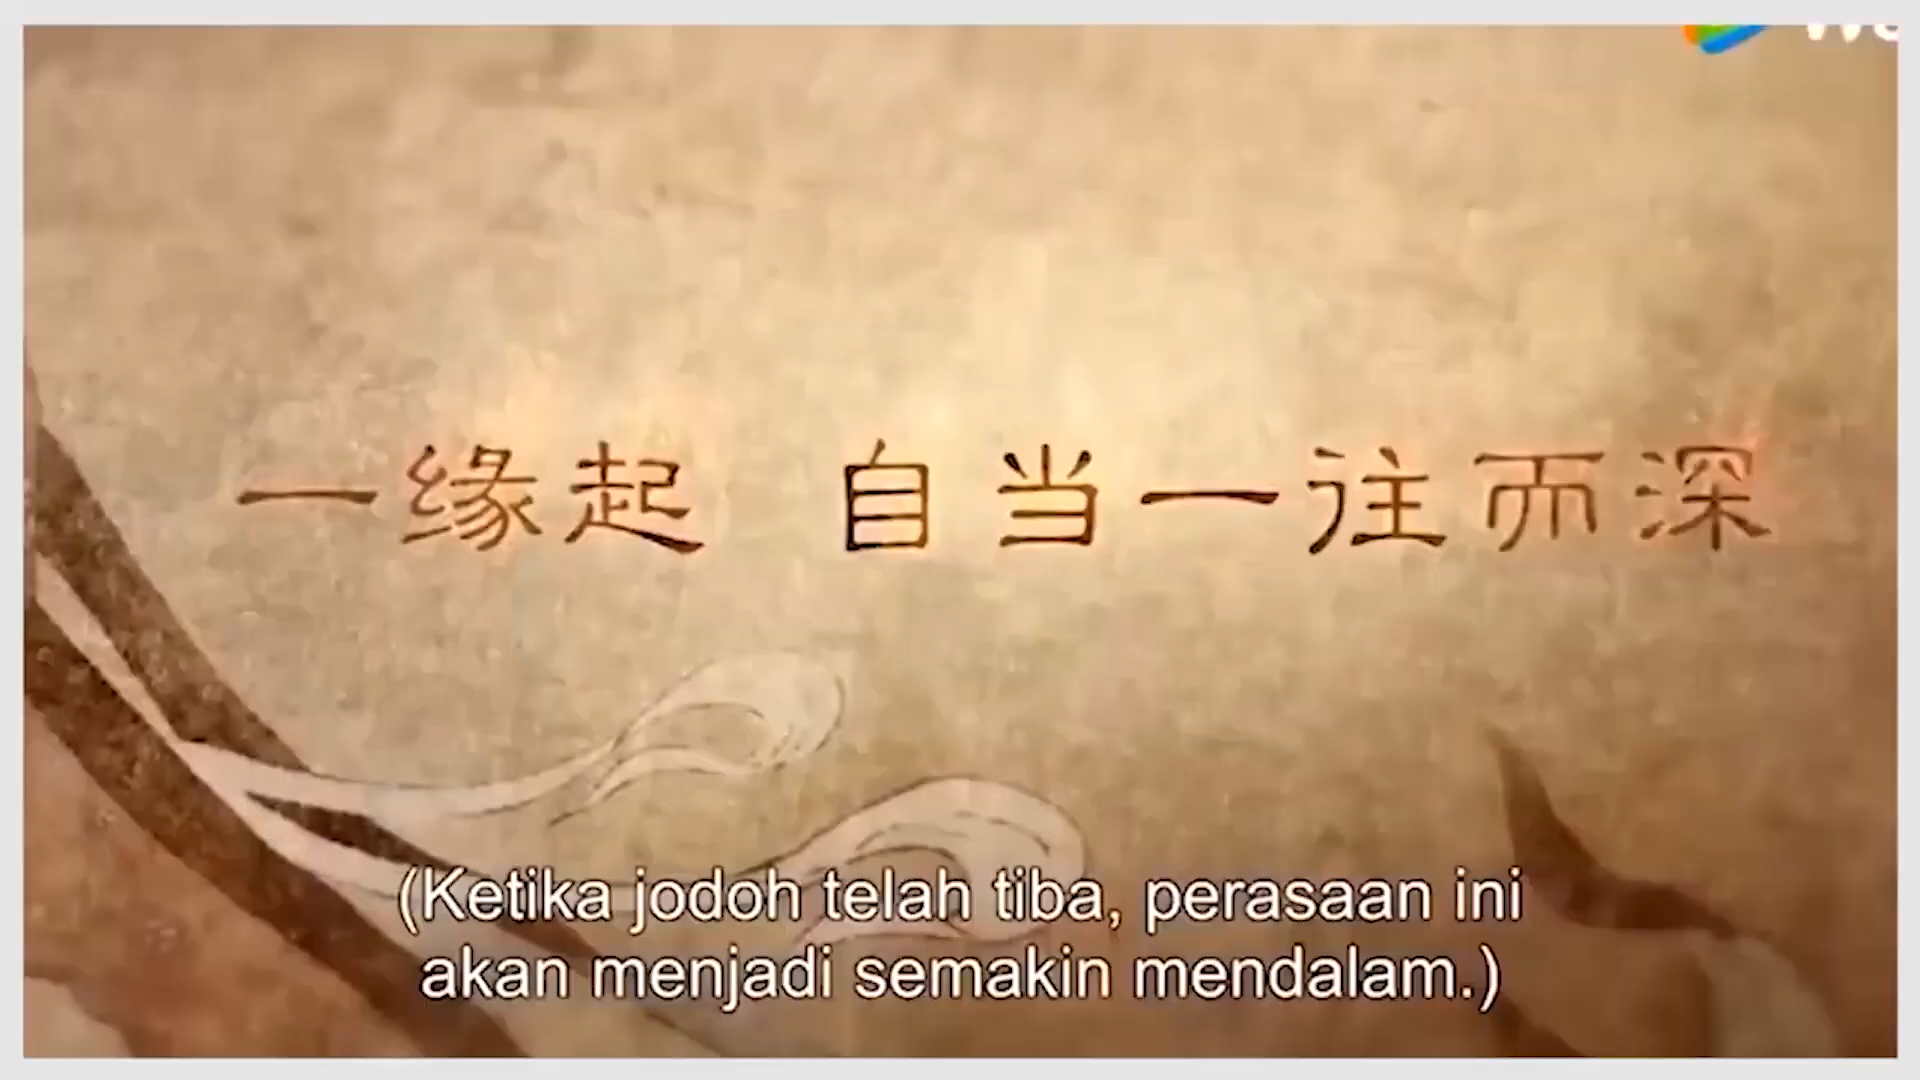 一缘起 自当一往而深
(Ketika jodoh telah tiba, perasaan ini
akan menjadi semakin mendalam.)